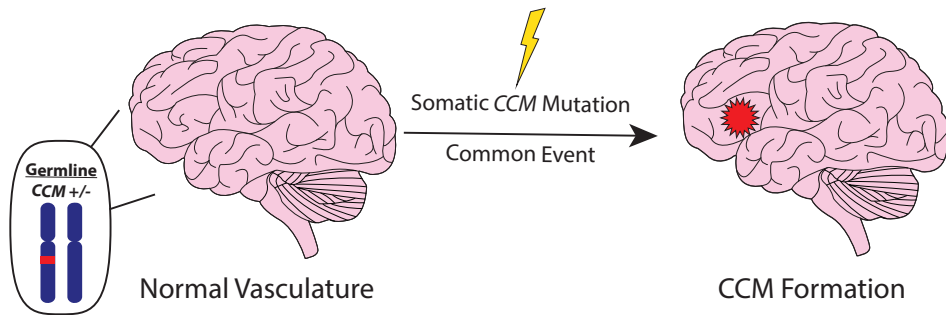 Somatic CCM Mutation
Common Event
Germline
CCM +/-
Normal Vasculature
CCM Formation